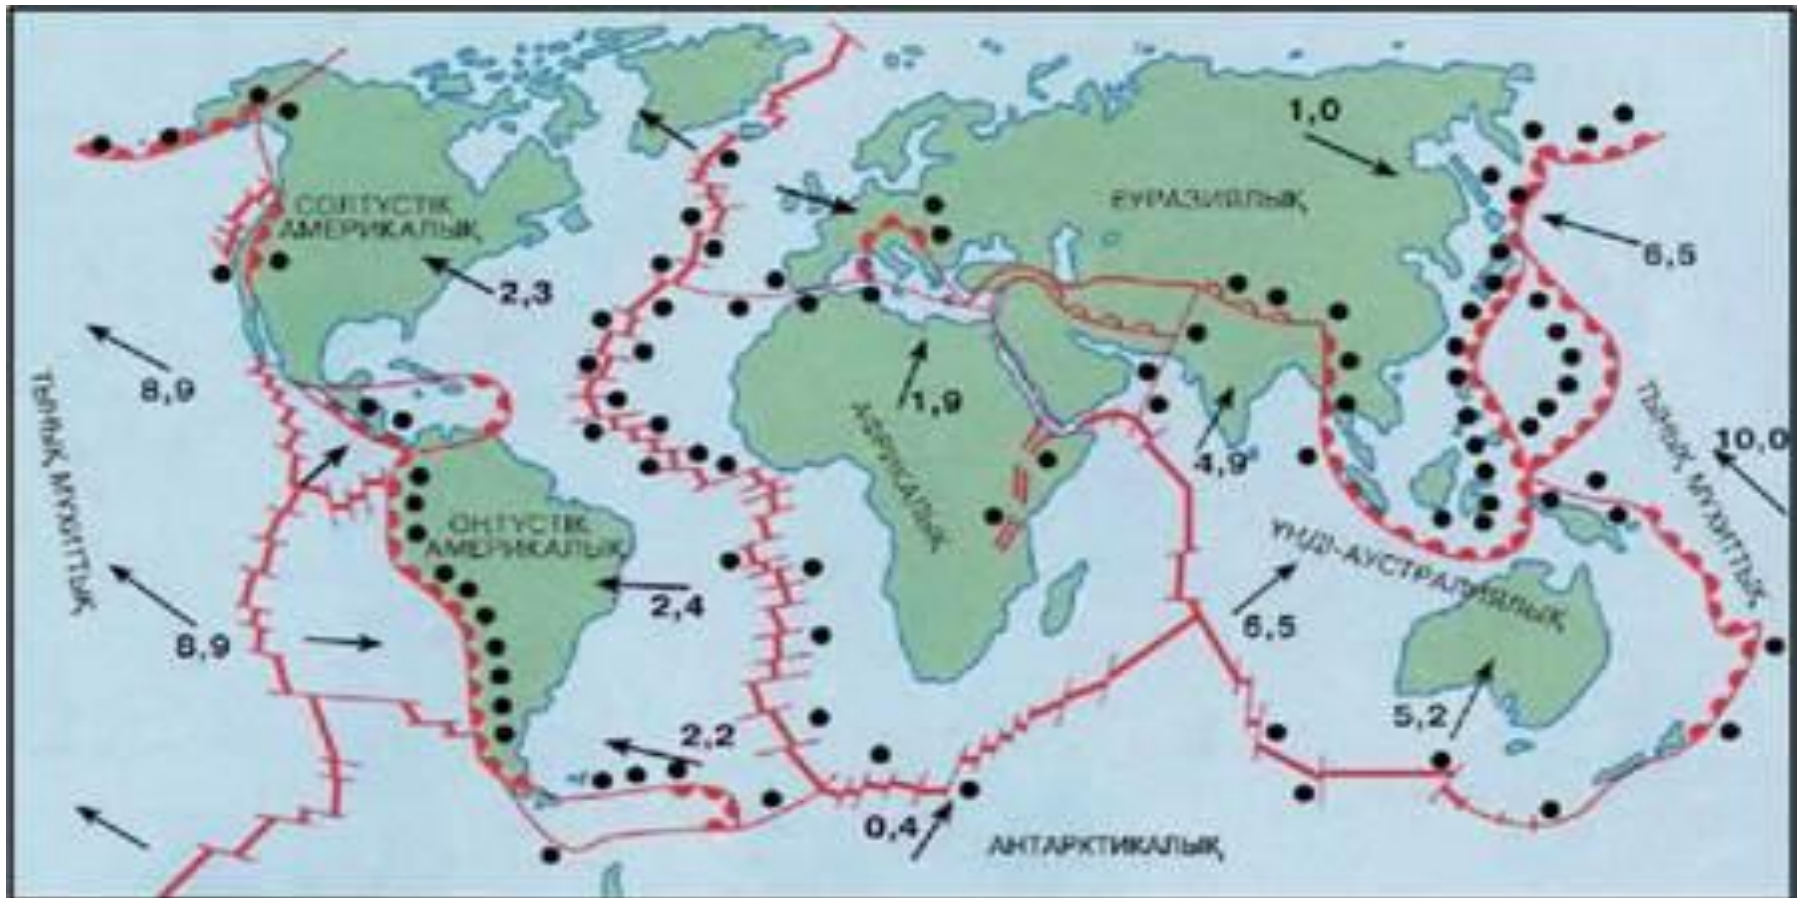 1,0
СОЛТҮСТІК
АМЕРИКАЛЫҚ
ЕУРАЗИЯЛЫҚ
6,5
2,3
8,9
ТЫНЫҚ МҰХИТТЫҚ
1,9
АФРИКАЛЫҚ
4,9
ТЫНЫҚ МҰХИТТЫҚ
10,0
ОҢТҮСТІК
АМЕРИКАЛЫҚ
ҮНДІ-АУСТРАЛИЯЛЫҚ
2,4
6,5
8,9
5,2
2,2
0,4
АНТАРКТИКАЛЫҚ